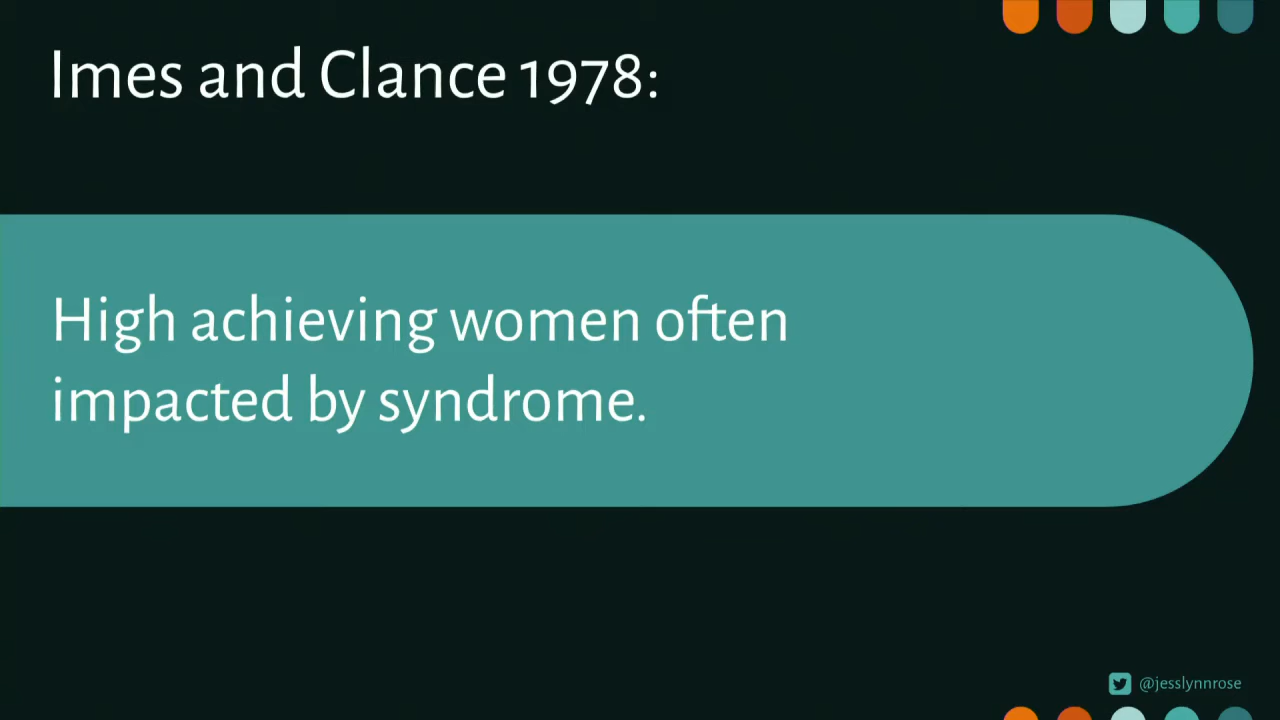 Imes and Clance 1978:
High achieving women often
impacted by syndrome.
@jesslynnrose